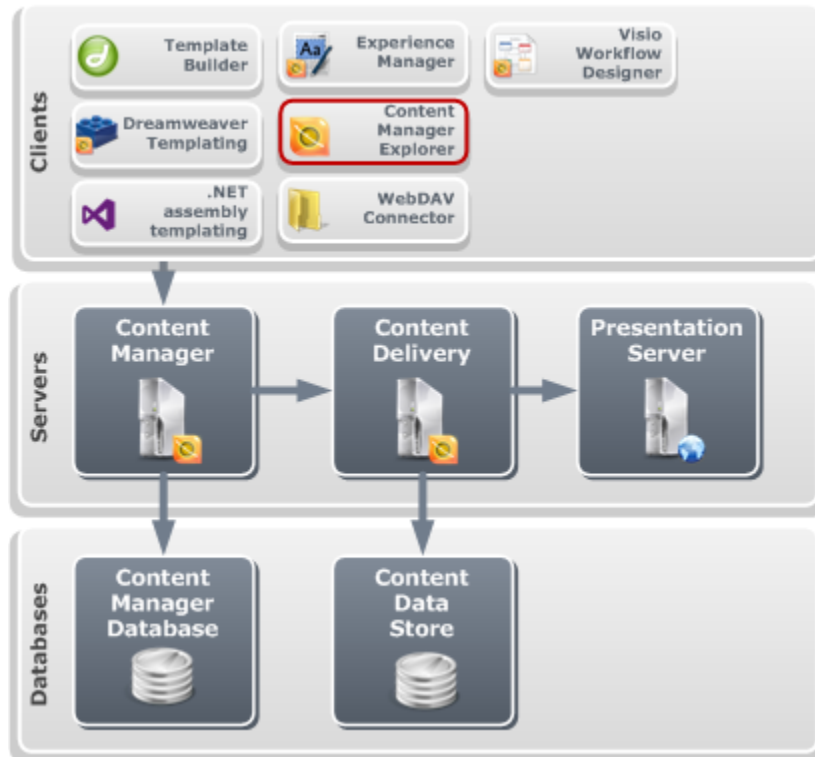 Clients
Template
Builder
Experience
Manager
Aa
Visio
Workflow
Designer
Dreamweaver
Templating
Content
Manager
Explorer
.NET
assembly
templating
WebDAV
Connector
Servers
Content
Manager
Content
Delivery
Presentation
Server
Databases
Content
Manager
Database
Content
Data
Store